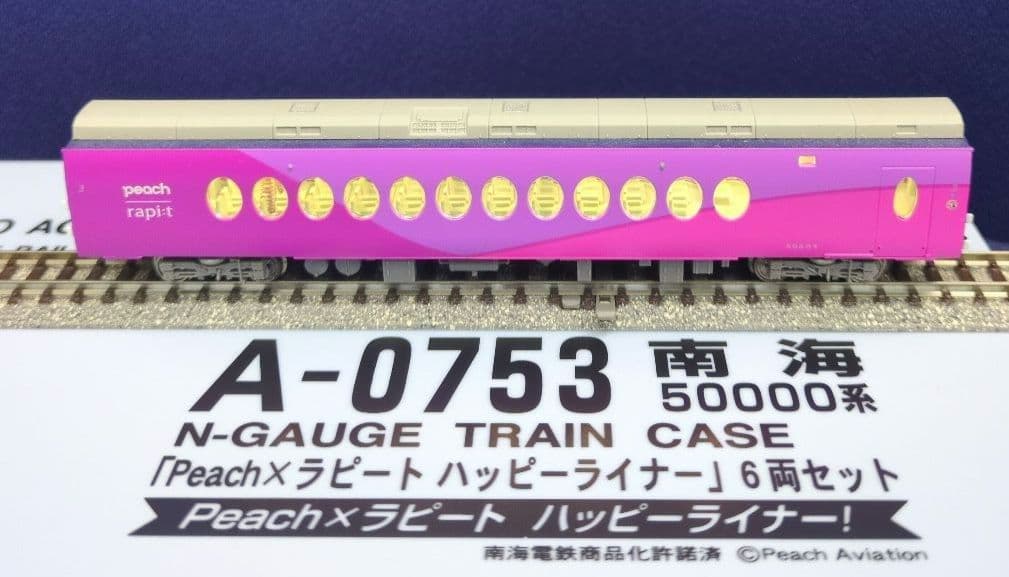 peach
rapi:t
A-0753 南海
50000系
N-GAUGE TRAIN CASE
「Peach×ラピート ハッピーライナー」6両セット
Peach×ラピート ハッピーライナー!
南海電鉄商品化許諾済 ©Peach Aviation